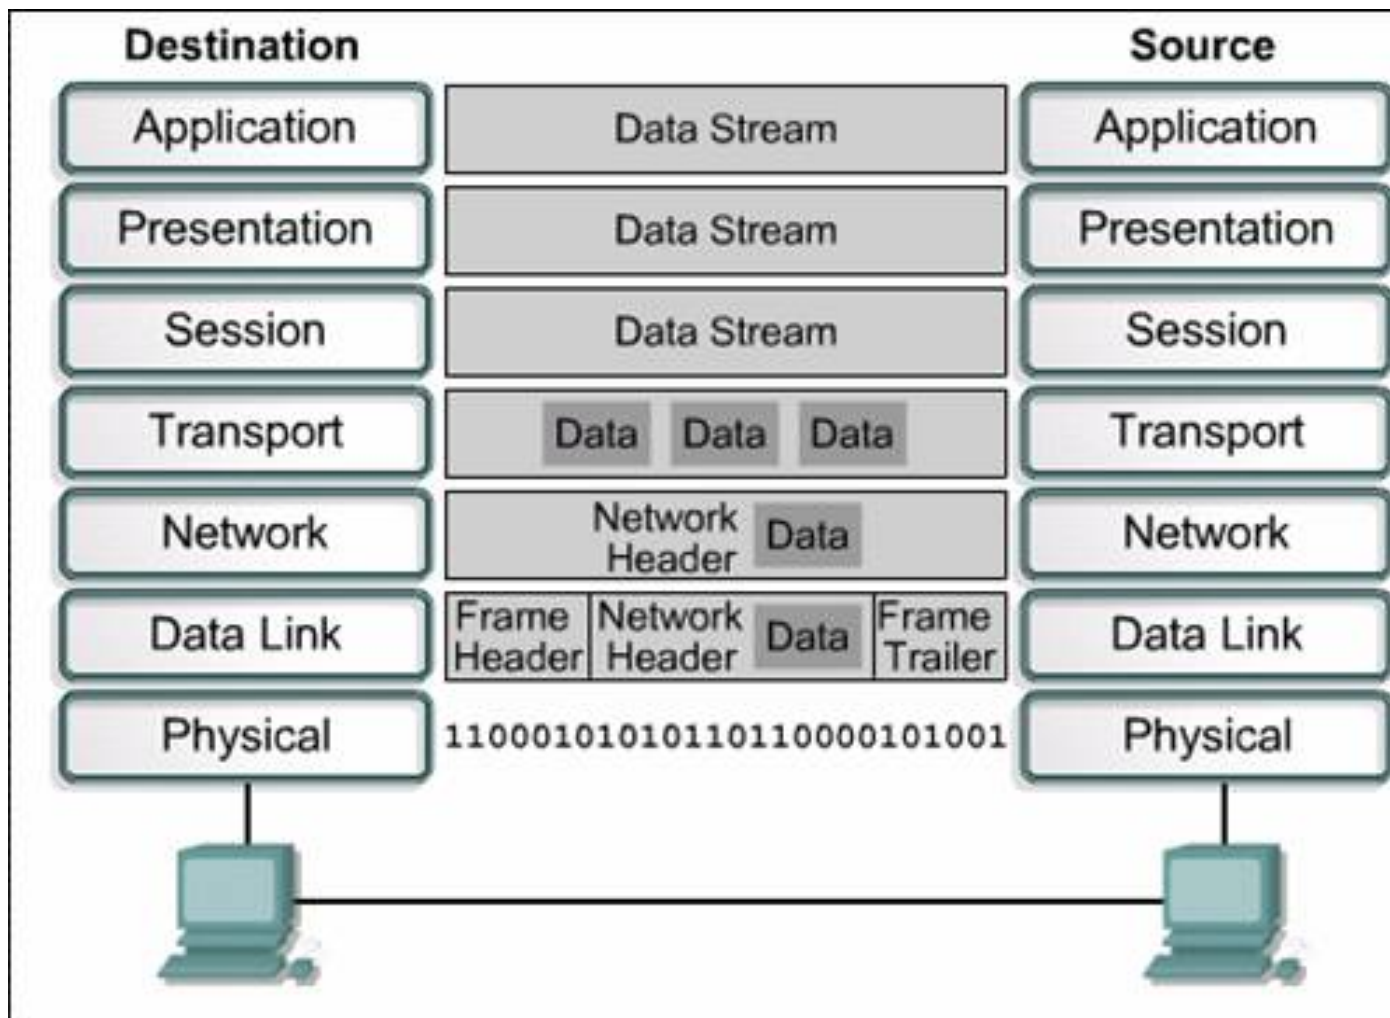 Destination Source
Application Data Stream Application
Presentation Data Stream Presentation
Session Data Stream Session
Transport Data Data Data Transport
Network Network Header Data Network
Data Link Frame Header Network Header Data Frame Trailer Data Link
Physical 11000101010110110000101001 Physical